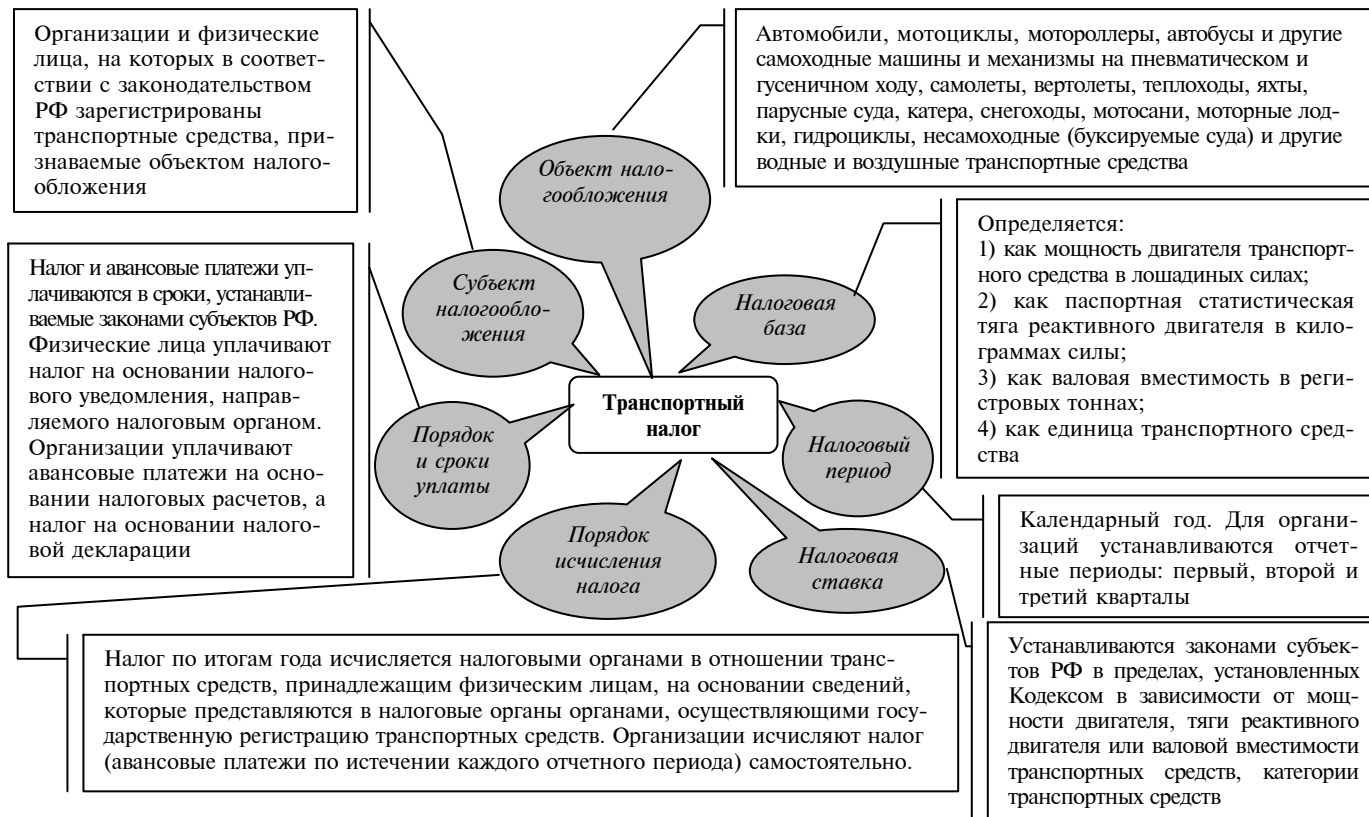 Организации и физические
лица, на которых в соответ-
ствии с законодательством
РФ зарегистрированы
транспортные средства, при-
знаваемые объектом налого-
обложения
Автомобили, мотоциклы, мотороллеры, автобусы и другие
самоходные машины и механизмы на пневматическом и
гусеничном ходу, самолеты, вертолеты, теплоходы, яхты,
парусные суда, катера, снегоходы, мотосани, моторные лод-
ки, гидроциклы, несамоходные (буксируемые суда) и другие
водные и воздушные транспортные средства
Объект нало-
гообложения
Субъект
налогообло-
жения
Налоговая
база
Определяется:
1) как мощность двигателя транспорт-
ного средства в лошадиных силах;
2) как паспортная статистическая
тяга реактивного двигателя в кило-
граммах силы;
3) как валовая вместимость в реги-
стровых тоннах;
4) как единица транспортного сред-
ства
Налог и авансовые платежи уп-
лачиваются в сроки, устанавли-
ваемые законами субъектов РФ.
Физические лица уплачивают
налог на основании налого-
вого уведомления, направ-
ляемого налоговым органом.
Организации уплачивают
авансовые платежи на осно-
вании налоговых расчетов, а
налог на основании налого-
вой декларации
Транспортный
налог
Порядок
и сроки
уплаты
Налоговый
период
Порядок
исчисления
налога
Налоговая
ставка
Календарный год. Для органи-
заций устанавливаются отчет-
ные периоды: первый, второй и
третий кварталы
Налог по итогам года исчисляется налоговыми органами в отношении транс-
портных средств, принадлежащим физическим лицам, на основании сведений,
которые представляются в налоговые органы органами, осуществляющими госу-
дарственную регистрацию транспортных средств. Организации исчисляют налог
(авансовые платежи по истечении каждого отчетного периода) самостоятельно.
Устанавливаются законами субъек-
тов РФ в пределах, установленных
Кодексом в зависимости от мощ-
ности двигателя, тяги реактивного
двигателя или валовой вместимости
транспортных средств, категории
транспортных средств